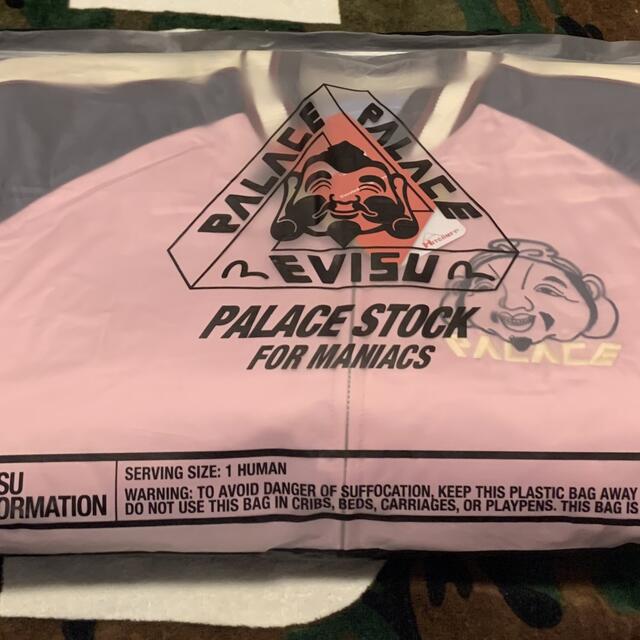 PALACE PALACE
EVISU
PALACE STOCK
FOR MANIACS
PALACE
SU
ORMATION
SERVING SIZE: 1 HUMAN
WARNING: TO AVOID DANGER OF SUFFOCATION, KEEP THIS PLASTIC BAG AWAY
DO NOT USE THIS BAG IN CRIBS, BEDS, CARRIAGES, OR PLAYPENS. THIS BAG IS